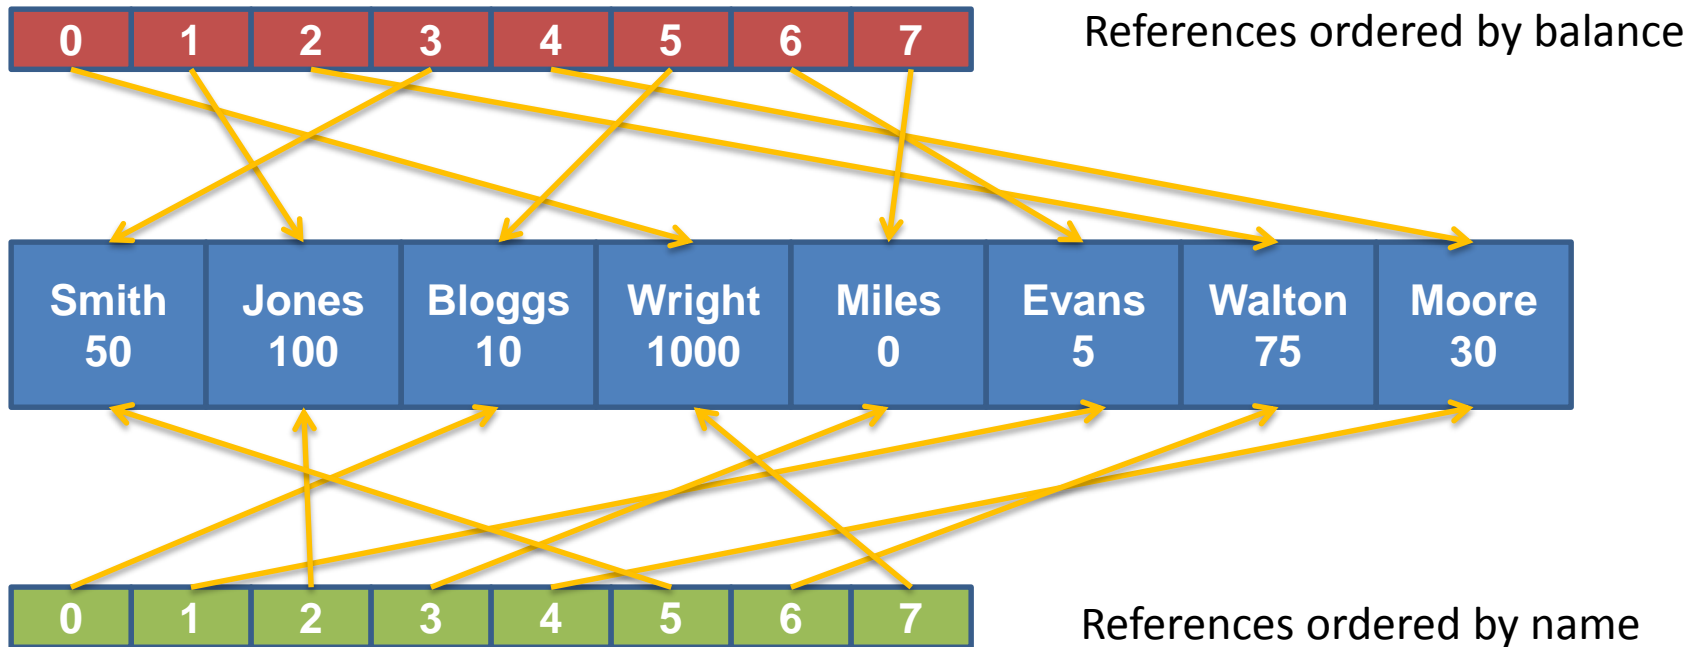 0 1 2 3 4 5 6 7
References ordered by balance
Smith Jones Bloggs Wright Miles Evans Walton Moore
50 100 10 1000 0 5 75 30
0 1 2 3 4 5 6 7
References ordered by name